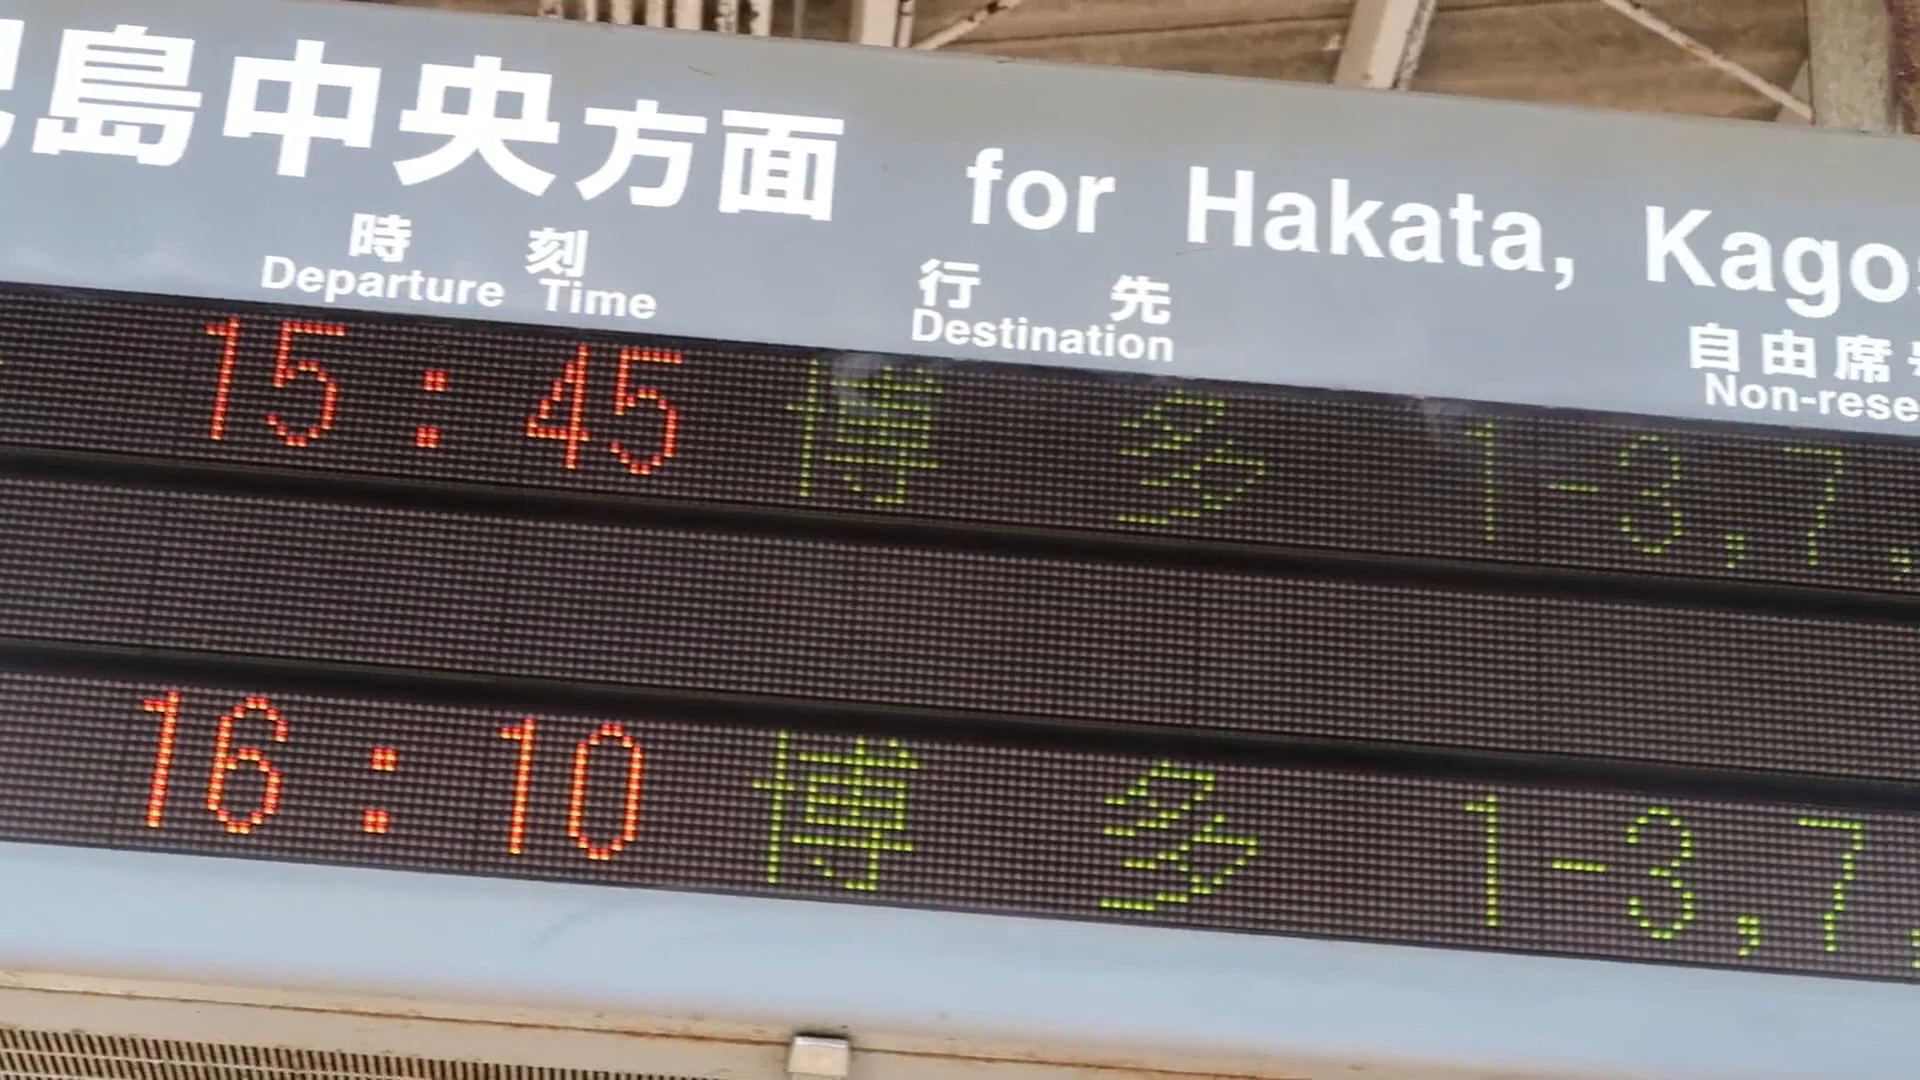 島中央方面 for Hakata, Kago
時刻 行先 自由席
Departure Time Destination Non-rese
15:45 博多 1-3,7,
16:10 博多 1-3,7,